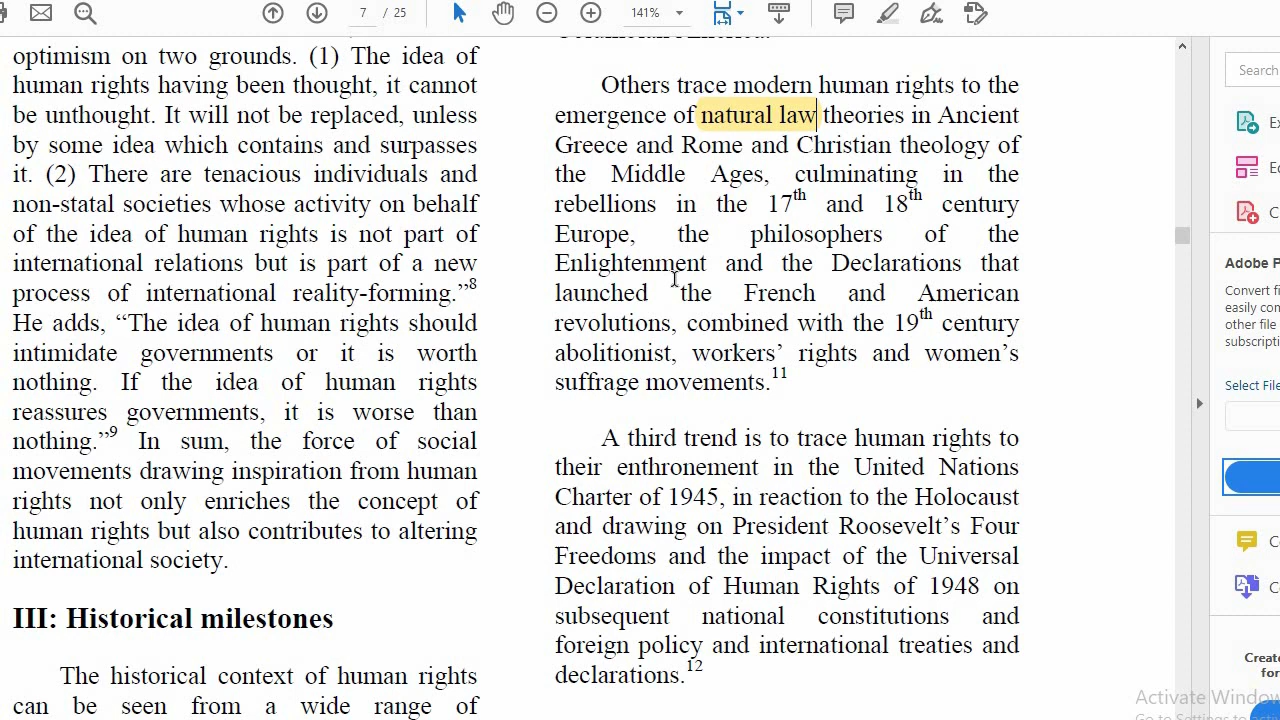 7 / 25
141%
optimism on two grounds. (1) The idea of
human rights having been thought, it cannot
be unthought. It will not be replaced, unless
by some idea which contains and surpasses
it. (2) There are tenacious individuals and
non-statal societies whose activity on behalf
of the idea of human rights is not part of
international relations but is part of a new
process of international reality-forming.”8
He adds, “The idea of human rights should
intimidate governments or it is worth
nothing. If the idea of human rights
reassures governments, it is worse than
nothing.”9 In sum, the force of social
movements drawing inspiration from human
rights not only enriches the concept of
human rights but also contributes to altering
international society.
III: Historical milestones
The historical context of human rights
can be seen from a wide range of
Others trace modern human rights to the
emergence of natural law theories in Ancient
Greece and Rome and Christian theology of
the Middle Ages, culminating in the
rebellions in the 17th and 18th century
Europe, the philosophers of the
Enlightenment and the Declarations that
launched the French and American
revolutions, combined with the 19th century
abolitionist, workers’ rights and women’s
suffrage movements.11
A third trend is to trace human rights to
their enthronement in the United Nations
Charter of 1945, in reaction to the Holocaust
and drawing on President Roosevelt’s Four
Freedoms and the impact of the Universal
Declaration of Human Rights of 1948 on
subsequent national constitutions and
foreign policy and international treaties and
declarations.12
Search
Adobe P
Convert fi
easily con
other file
subscripti
Select File
Create
for
Activate Window